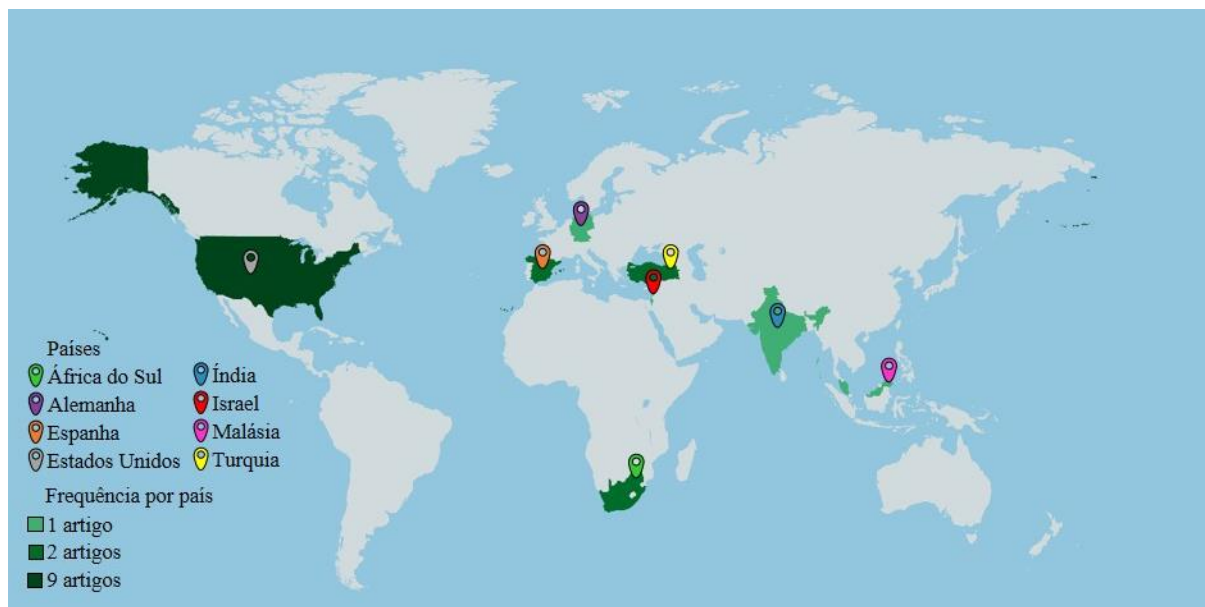 Países
África do Sul
Índia
Alemanha
Israel
Espanha
Malásia
Estados Unidos
Turquia
Frequência por país
1 artigo
2 artigos
9 artigos